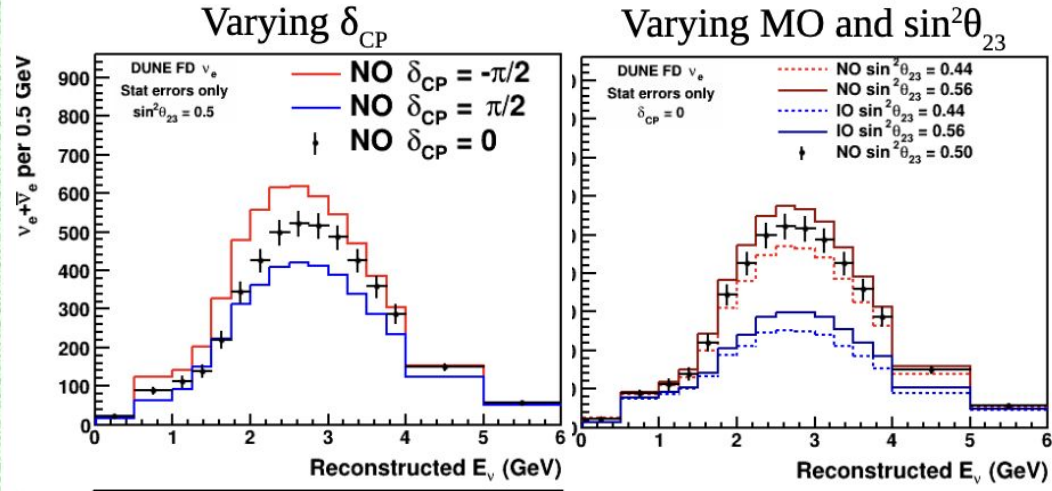 Varying δCP
νe+ν̅e per 0.5 GeV
900
800
700
600
500
400
300
200
100
0
DUNE FD νe
Stat errors only
sin²θ23 = 0.5
NO δCP = -π/2
NO δCP = π/2
NO δCP = 0
0 1 2 3 4 5 6
Reconstructed Eν (GeV)
Varying MO and sin²θ23
DUNE FD νe
Stat errors only
δCP = 0
NO sin²θ23 = 0.44
NO sin²θ23 = 0.56
IO sin²θ23 = 0.44
IO sin²θ23 = 0.56
NO sin²θ23 = 0.50
0 1 2 3 4 5 6
Reconstructed Eν (GeV)